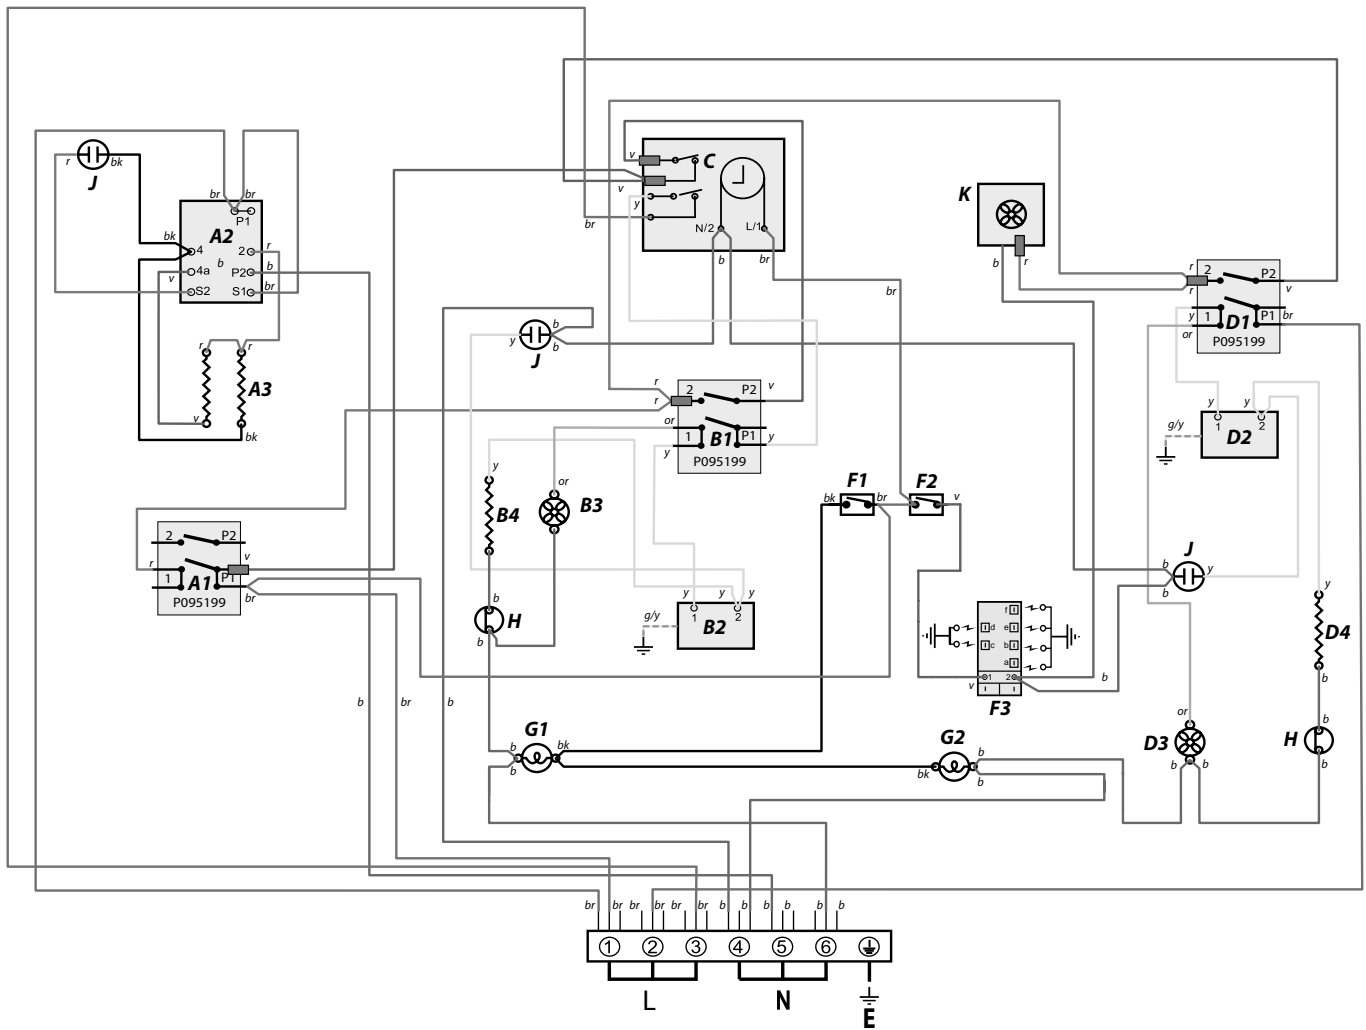 r
J
bk
br
br
P1
A2
bk
4
2
r
b
4a
v
P2
b
S2
S1
br
r
r
A3
v
bk
v
C
v
y
br
N/2
L/1
b
br
br
K
b
r
r
2
P2
r
v
y
1
D1
P1
br
or
P095199
y
J
b
b
r
2
P2
v
r
or
1
B1
P1
y
y
P095199
y
y
g/y
1
2
D2
y
B4
or
B3
bk
F1
br
F2
v
2
P2
r
v
1
A1
P1
br
P095199
b
H
b
y
y
y
g/y
1
2
B2
J
b
y
b
f
d
e
c
b
a
1
2
v
b
F3
y
D4
b
b
br
b
G1
b
bk
b
G2
b
bk
b
or
D3
b
b
b
H
b
br
br
br
br
br
br
b
b
b
b
b
b
1
2
3
4
5
6
L
N
E